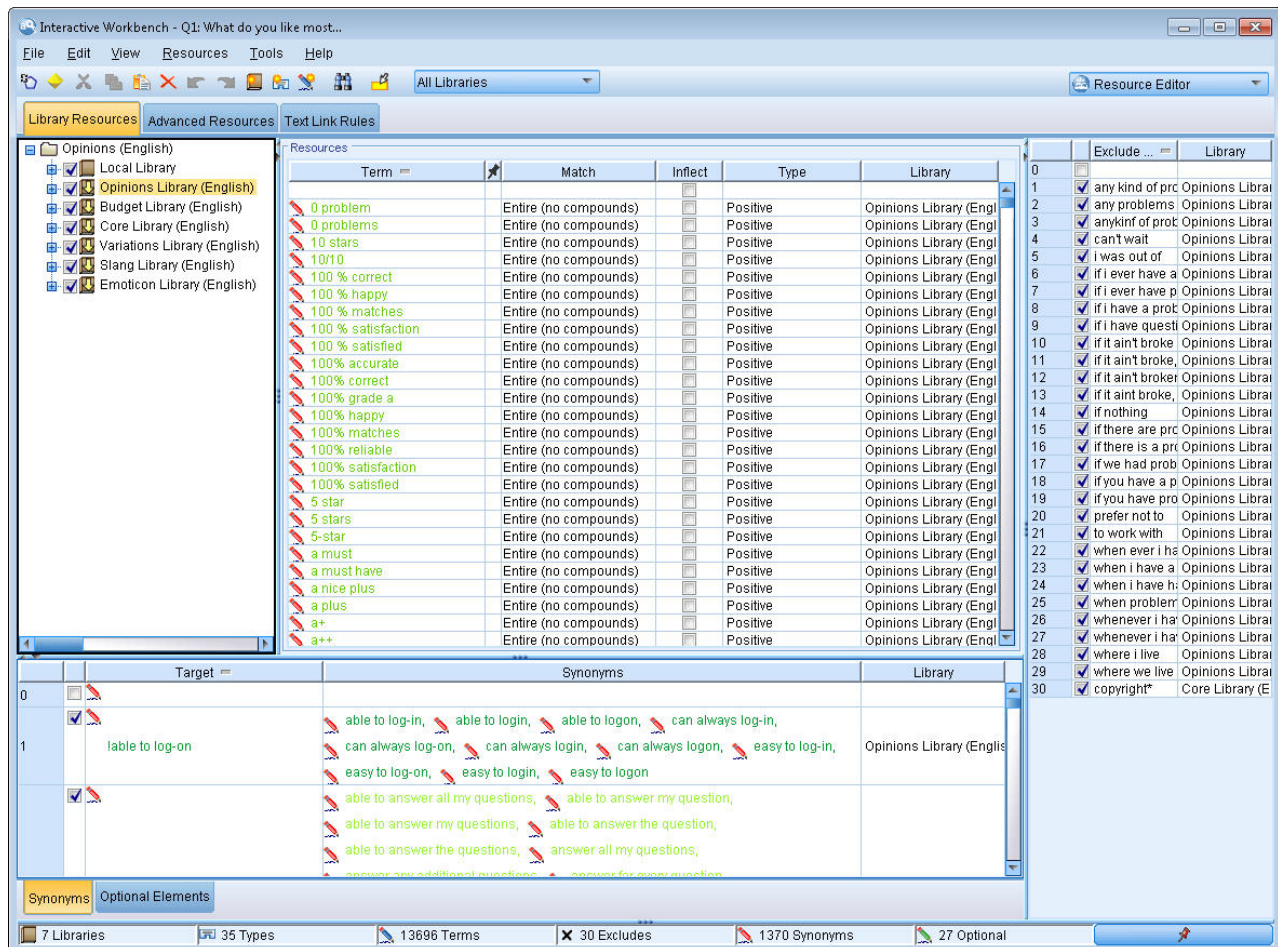 Interactive Workbench - Q1: What do you like most...
File Edit View Resources Tools Help
All Libraries
Resource Editor
Library Resources Advanced Resources Text Link Rules
Opinions (English)
Local Library
Opinions Library (English)
Budget Library (English)
Core Library (English)
Variations Library (English)
Slang Library (English)
Emoticon Library (English)
Resources
Term Match Inflect Type Library
0 problem Entire (no compounds) Positive Opinions Library (Engl
0 problems Entire (no compounds) Positive Opinions Library (Engl
10 stars Entire (no compounds) Positive Opinions Library (Engl
10/10 Entire (no compounds) Positive Opinions Library (Engl
100 % correct Entire (no compounds) Positive Opinions Library (Engl
100 % happy Entire (no compounds) Positive Opinions Library (Engl
100 % matches Entire (no compounds) Positive Opinions Library (Engl
100 % satisfaction Entire (no compounds) Positive Opinions Library (Engl
100 % satisfied Entire (no compounds) Positive Opinions Library (Engl
100% accurate Entire (no compounds) Positive Opinions Library (Engl
100% correct Entire (no compounds) Positive Opinions Library (Engl
100% grade a Entire (no compounds) Positive Opinions Library (Engl
100% happy Entire (no compounds) Positive Opinions Library (Engl
100% matches Entire (no compounds) Positive Opinions Library (Engl
100% reliable Entire (no compounds) Positive Opinions Library (Engl
100% satisfaction Entire (no compounds) Positive Opinions Library (Engl
100% satisfied Entire (no compounds) Positive Opinions Library (Engl
5 star Entire (no compounds) Positive Opinions Library (Engl
5 stars Entire (no compounds) Positive Opinions Library (Engl
5-star Entire (no compounds) Positive Opinions Library (Engl
a must Entire (no compounds) Positive Opinions Library (Engl
a must have Entire (no compounds) Positive Opinions Library (Engl
a nice plus Entire (no compounds) Positive Opinions Library (Engl
a plus Entire (no compounds) Positive Opinions Library (Engl
a+ Entire (no compounds) Positive Opinions Library (Engl
a++ Entire (no compounds) Positive Opinions Library (Engl
Exclude ... Library
0
1 any kind of prc Opinions Librar
2 any problems Opinions Librar
3 anykinf of prob Opinions Librar
4 can't wait Opinions Librar
5 i was out of Opinions Librar
6 if i ever have a Opinions Librar
7 if i ever have p Opinions Librar
8 if i have a prob Opinions Librar
9 if i have questi Opinions Librar
10 if it ain't broke Opinions Librar
11 if it ain't broke, Opinions Librar
12 if it ain't broker Opinions Librar
13 if it aint broke, Opinions Librar
14 if nothing Opinions Librar
15 if there are prc Opinions Librar
16 if there is a prc Opinions Librar
17 if we had prob Opinions Librar
18 if you have a p Opinions Librar
19 if you have pro Opinions Librar
20 prefer not to Opinions Librar
21 to work with Opinions Librar
22 when ever i ha Opinions Librar
23 when i have a Opinions Librar
24 when i have h Opinions Librar
25 when problem Opinions Librar
26 whenever i ha Opinions Librar
27 whenever i ha Opinions Librar
28 where i live Opinions Librar
29 where we live Opinions Librar
30 copyright* Core Library (E
Target Synonyms Library
0
able to log-in, able to login, able to logon, can always log-in,
1 !able to log-on can always log-on, can always login, can always logon, easy to log-in, Opinions Library (Englis
easy to log-on, easy to login, easy to logon
able to answer all my questions, able to answer my question,
able to answer my questions, able to answer the question,
able to answer the questions, answer all my questions,
answer any additional questions, answer for every question
Synonyms Optional Elements
7 Libraries 35 Types 13696 Terms 30 Excludes 1370 Synonyms 27 Optional